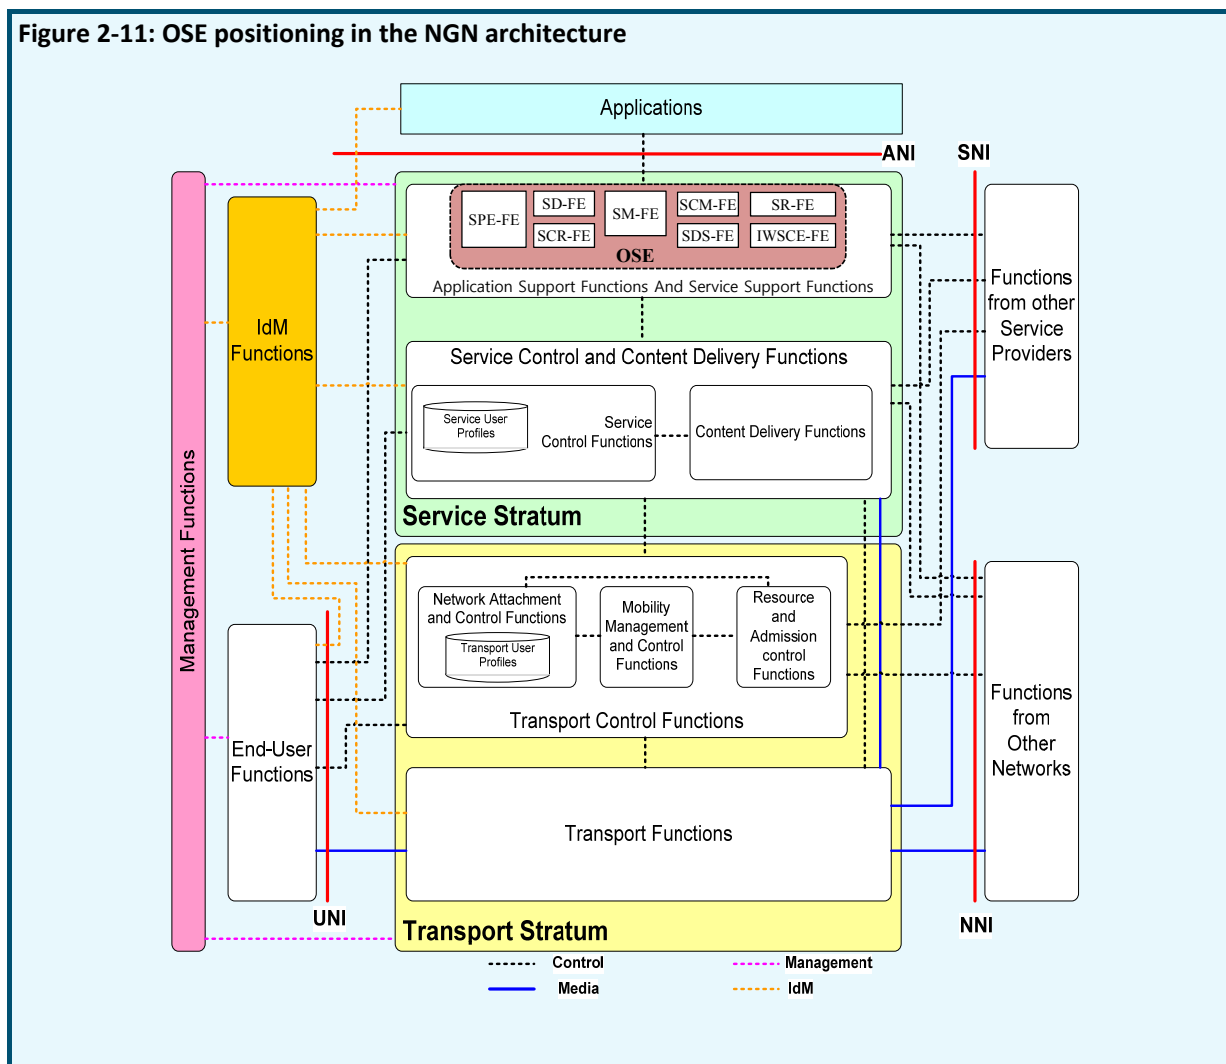 Figure 2-11: OSE positioning in the NGN architecture
Applications
ANI
SNI
SPE-FE
SD-FE
SCR-FE
SM-FE
SCM-FE
SDS-FE
SR-FE
IWSCE-FE
OSE
Application Support Functions And Service Support Functions
IdM
Functions
Functions
from other
Service
Providers
Service Control and Content Delivery Functions
Service User
Profiles
Service
Control Functions
Content Delivery Functions
Service Stratum
Management Functions
Network Attachment
and Control Functions
Transport User
Profiles
Mobility
Management
and Control
Functions
Resource
and
Admission
control
Functions
Transport Control Functions
End-User
Functions
Functions
from
Other
Networks
Transport Functions
UNI
NNI
Transport Stratum
Control
Management
Media
IdM